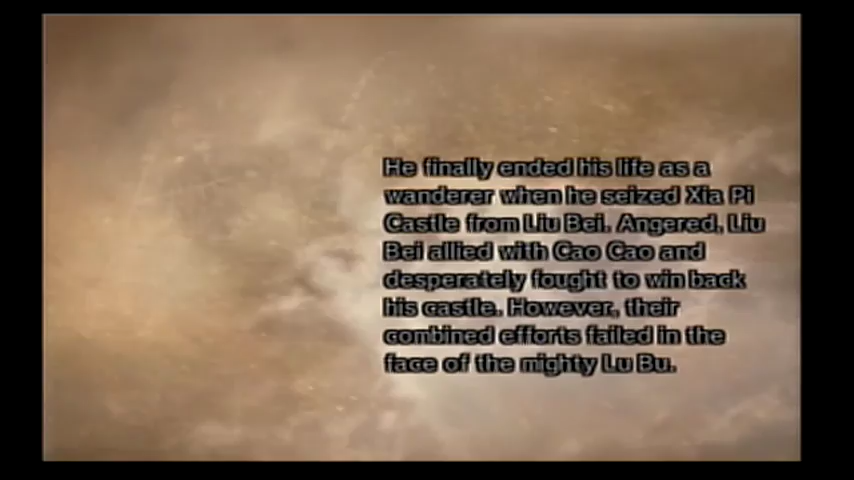 He finally ended his life as a
wanderer when he seized Xia Pi
Castle from Liu Bei. Angered, Liu
Bei allied with Cao Cao and
desperately fought to win back
his castle. However, their
combined efforts failed in the
face of the mighty Lu Bu.